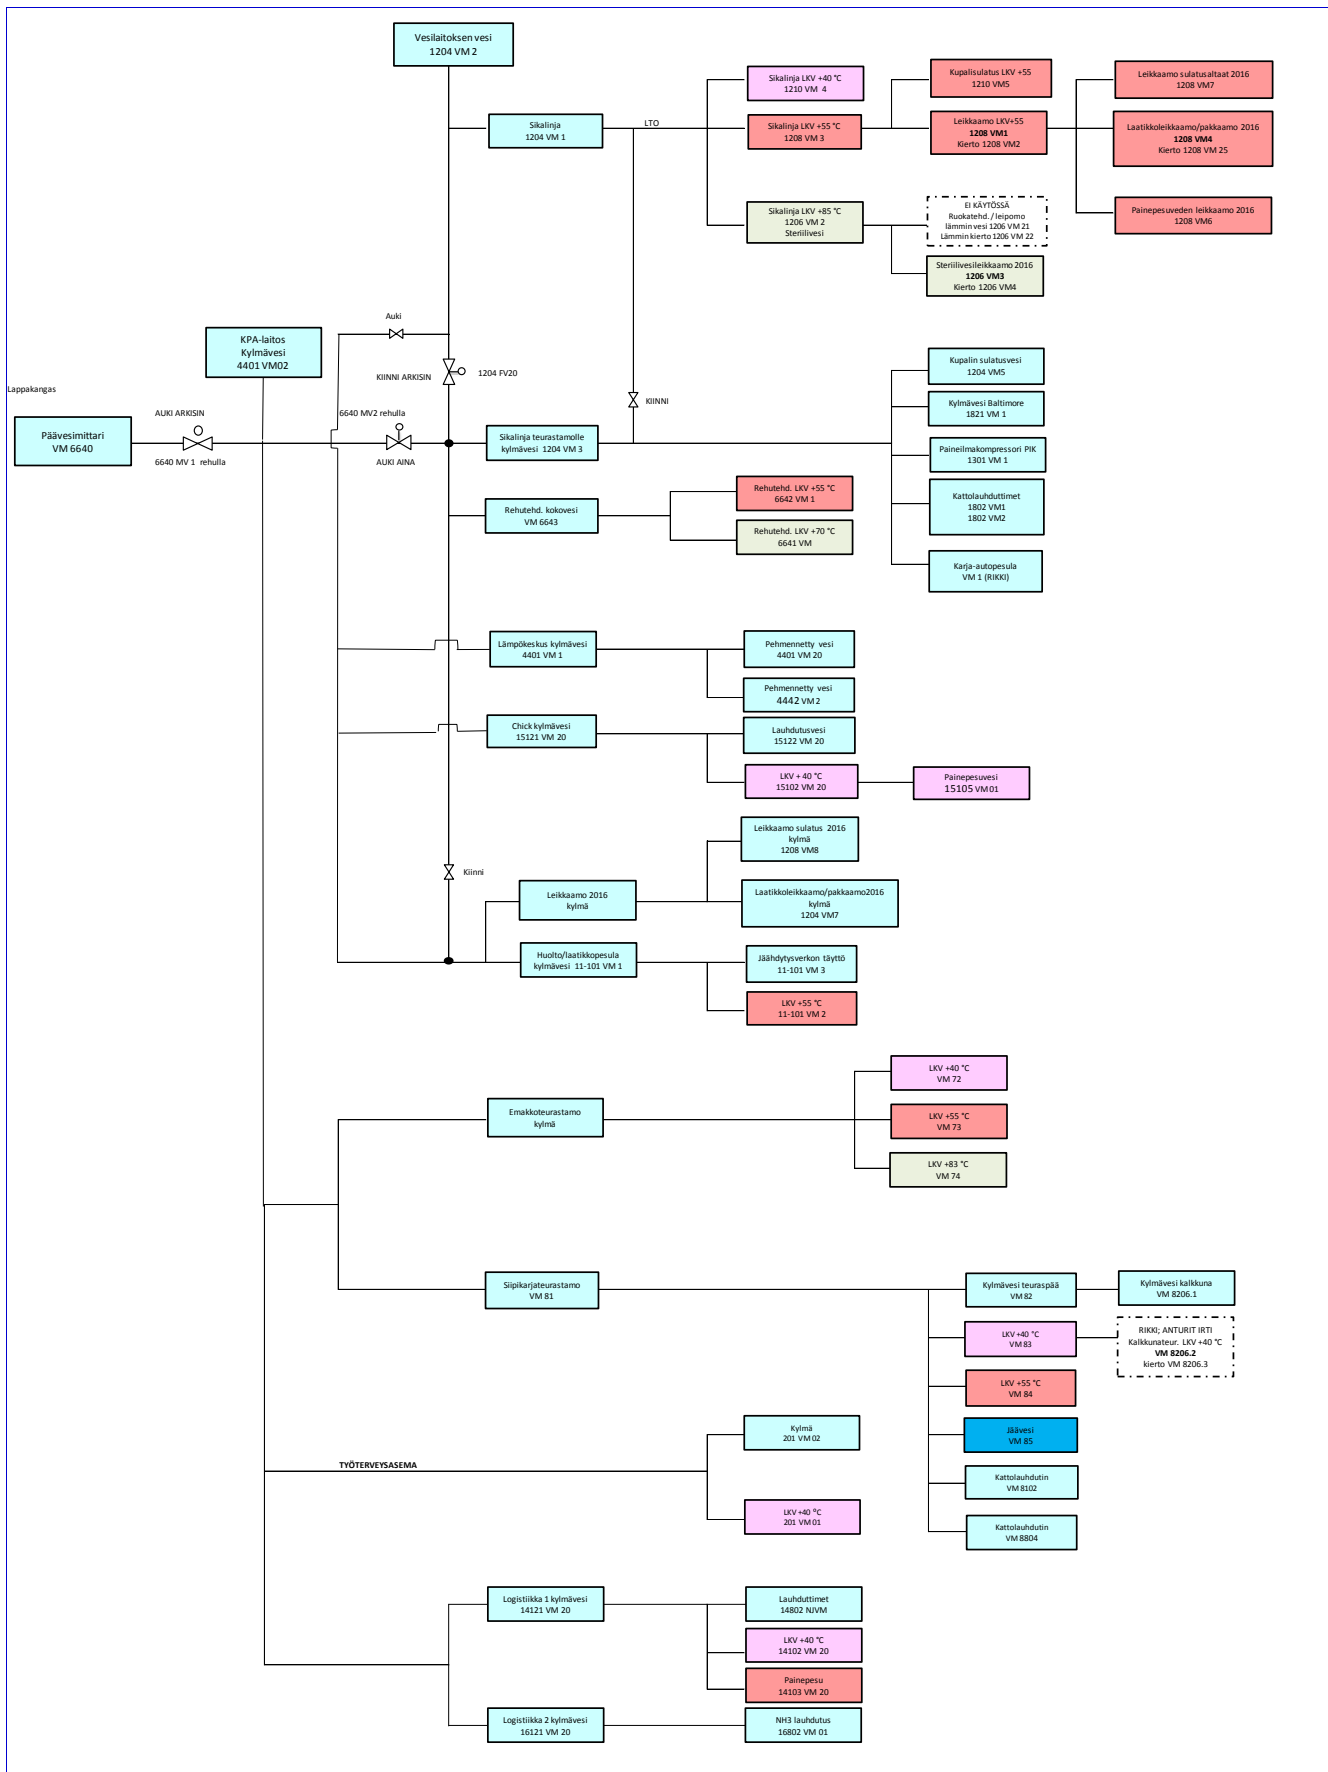 Vesilaitoksen vesi
1204 VM 2
Sikalinja
1204 VM 1
LTO
Sikalinja LKV +40 °C
1210 VM 4
Sikalinja LKV +55 °C
1208 VM 3
Sikalinja LKV +85 °C
1206 VM 2
Steriilivesi
Kupalisulatus LKV +55
1210 VM5
Leikkaamo LKV+55
1208 VM1
Kierto 1208 VM2
Leikkaamo sulatusaltaat 2016
1208 VM7
Laatikkoleikkaamo/pakkaamo 2016
1208 VM4
Kierto 1208 VM 25
Painepesuveden leikkaamo 2016
1208 VM6
EI KÄYTÖSSÄ
Ruokatehd./ leipomo
lämmin vesi 1206 VM 21
Lämmin kierto 1206 VM 22
Steriilivesileikkaamo 2016
1206 VM3
Kierto 1206 VM4
Auki
KPA-laitos
Kylmävesi
4401 VM02
KIINNI ARKISIN
1204 FV20
KIINNI
Lappakangas
AUKI ARKISIN
6640 MV2 rehulla
Päävesimittari
VM 6640
6640 MV 1 rehulla
AUKI AINA
Sikalinja teurastamolle
kylmävesi 1204 VM 3
Kupalin sulatusvesi
1204 VM5
Kylmävesi Baltimore
1821 VM 1
Paineilmakompressori PIK
1301 VM 1
Kattolauhduttimet
1802 VM1
1802 VM2
Karja-autopesula
VM 1 (RIKKI)
Rehutehd. kokovesi
VM 6643
Rehutehd. LKV +55 °C
6642 VM 1
Rehutehd. LKV +70 °C
6641 VM
Lämpökeskus kylmävesi
4401 VM 1
Pehmennetty vesi
4401 VM 20
Pehmennetty vesi
4442 VM 2
Chick kylmävesi
15121 VM 20
Lauhdutusvesi
15122 VM 20
LKV + 40 °C
15102 VM 20
Painepesuvesi
15105 VM 01
Kiinni
Leikkaamo 2016
kylmä
Leikkaamo sulatus 2016
kylmä
1208 VM8
Laatikkoleikkaamo/pakkaamo2016
kylmä
1204 VM7
Huolto/laatikkopesula
kylmävesi 11-101 VM 1
Jäähdytysverkon täyttö
11-101 VM 3
LKV +55 °C
11-101 VM 2
Emakkoteurastamo
kylmä
LKV +40 °C
VM 72
LKV +55 °C
VM 73
LKV +83 °C
VM 74
Siipikarjateurastamo
VM 81
Kylmävesi teuraspää
VM 82
Kylmävesi kalkkuna
VM 8206.1
LKV +40 °C
VM 83
RIKKI; ANTURIT IRTI
Kalkkunateur. LKV +40 °C
VM 8206.2
kierto VM 8206.3
LKV +55 °C
VM 84
Jäävesi
VM 85
Kattolauhdutin
VM 8102
Kattolauhdutin
VM 8804
TYÖTERVEYSASEMA
Kylmä
201 VM 02
LKV +40 °C
201 VM 01
Logistiikka 1 kylmävesi
14121 VM 20
Lauhduttimet
14802 NJVM
LKV +40 °C
14102 VM 20
Painepesu
14103 VM 20
Logistiikka 2 kylmävesi
16121 VM 20
NH3 lauhdutus
16802 VM 01